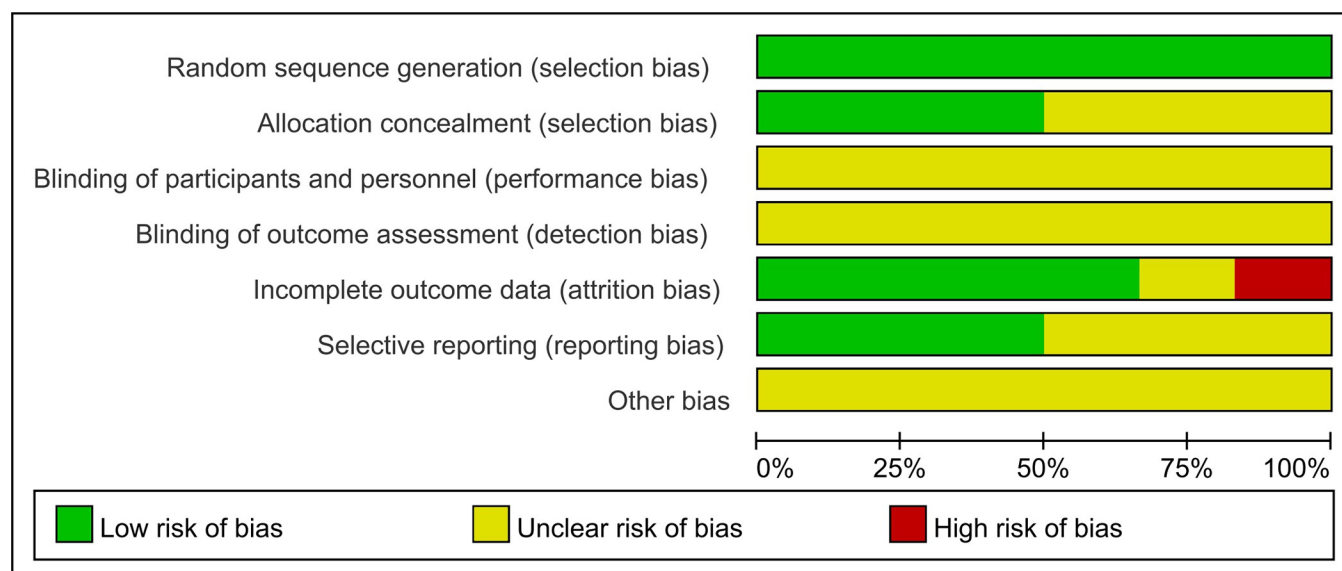 Random sequence generation (selection bias)
Allocation concealment (selection bias)
Blinding of participants and personnel (performance bias)
Blinding of outcome assessment (detection bias)
Incomplete outcome data (attrition bias)
Selective reporting (reporting bias)
Other bias
0% 25% 50% 75% 100%
Low risk of bias Unclear risk of bias High risk of bias